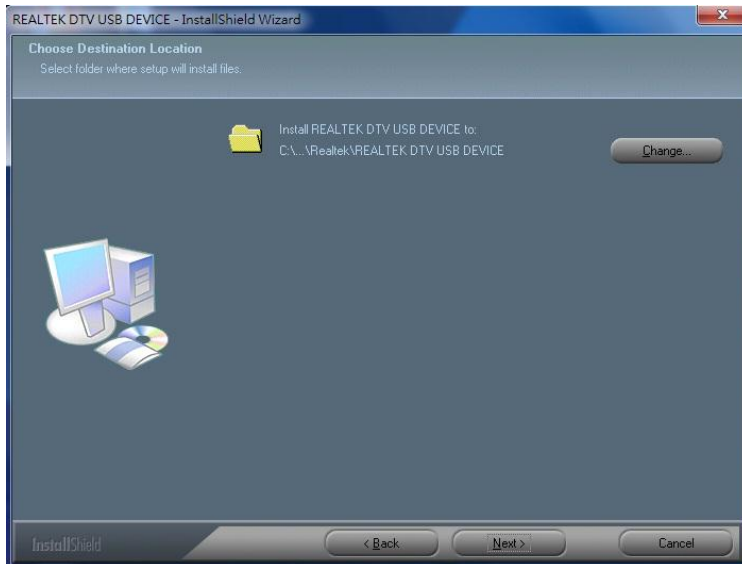 REALTEK DTV USB DEVICE - InstallShield Wizard
Choose Destination Location
Select folder where setup will install files.
Install REALTEK DTV USB DEVICE to:
C:\...\Realtek\REALTEK DTV USB DEVICE
Change...
InstallShield
< Back
Next >
Cancel